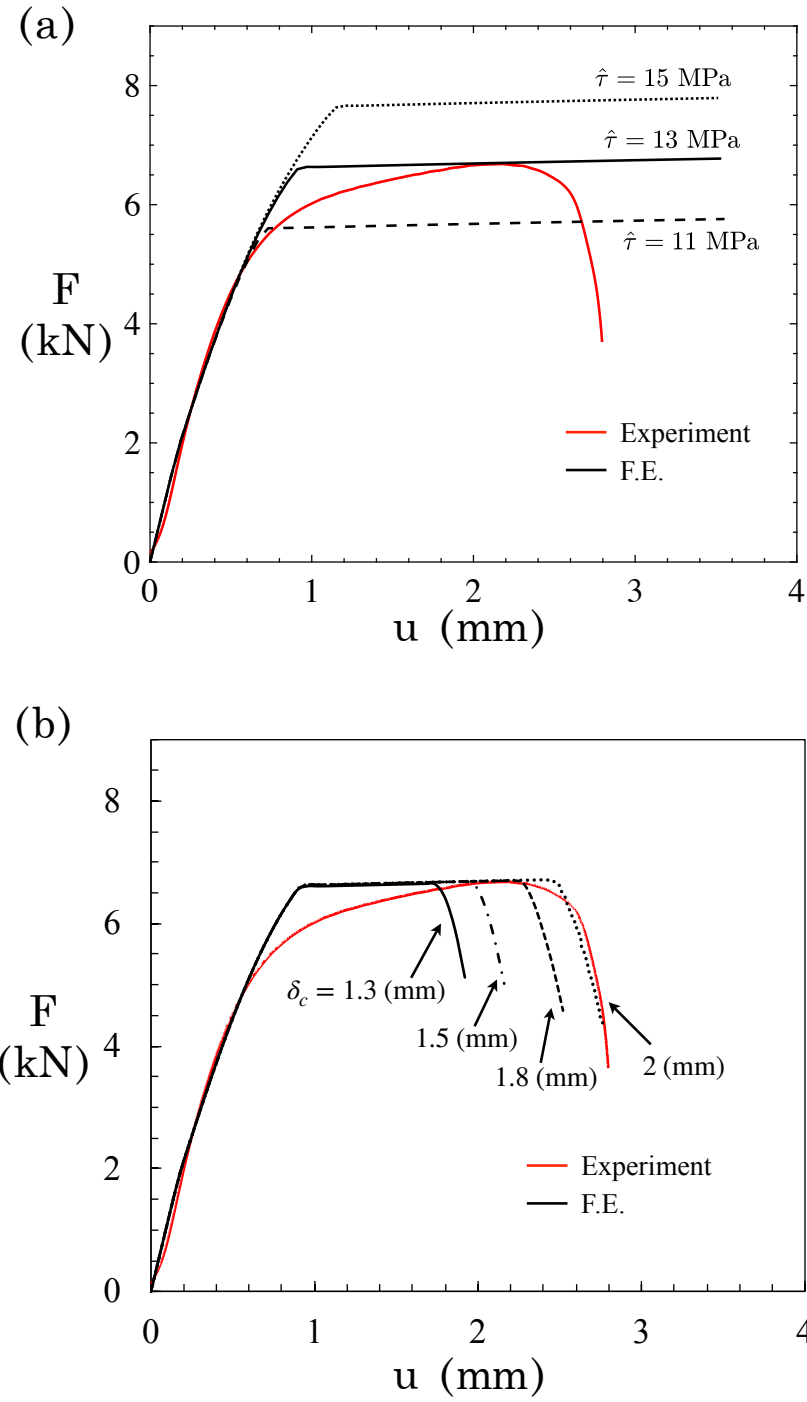 (a)
8
6
4
2
0
F
(kN)
τ̂ = 15 MPa
τ̂ = 13 MPa
τ̂ = 11 MPa
Experiment
F.E.
0 1 2 3 4
u (mm)
(b)
8
6
4
2
0
F
(kN)
δc = 1.3 (mm)
1.5 (mm)
1.8 (mm)
2 (mm)
Experiment
F.E.
0 1 2 3 4
u (mm)